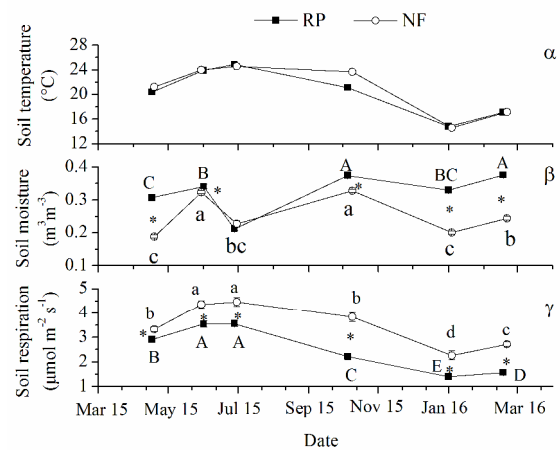 RP NF
Soil temperature
(°C)
28
24
20
16
12
α
Soil moisture
(m³ m⁻³)
0.4
0.3
0.2
0.1
C B A BC A
* * * * *
c a bc a c b
β
Soil respiration
(μmol m⁻² s⁻¹)
5
4
3
2
1
b a a b d c
* * * * * *
B A A C E D
γ
Mar 15 May 15 Jul 15 Sep 15 Nov 15 Jan 16 Mar 16
Date